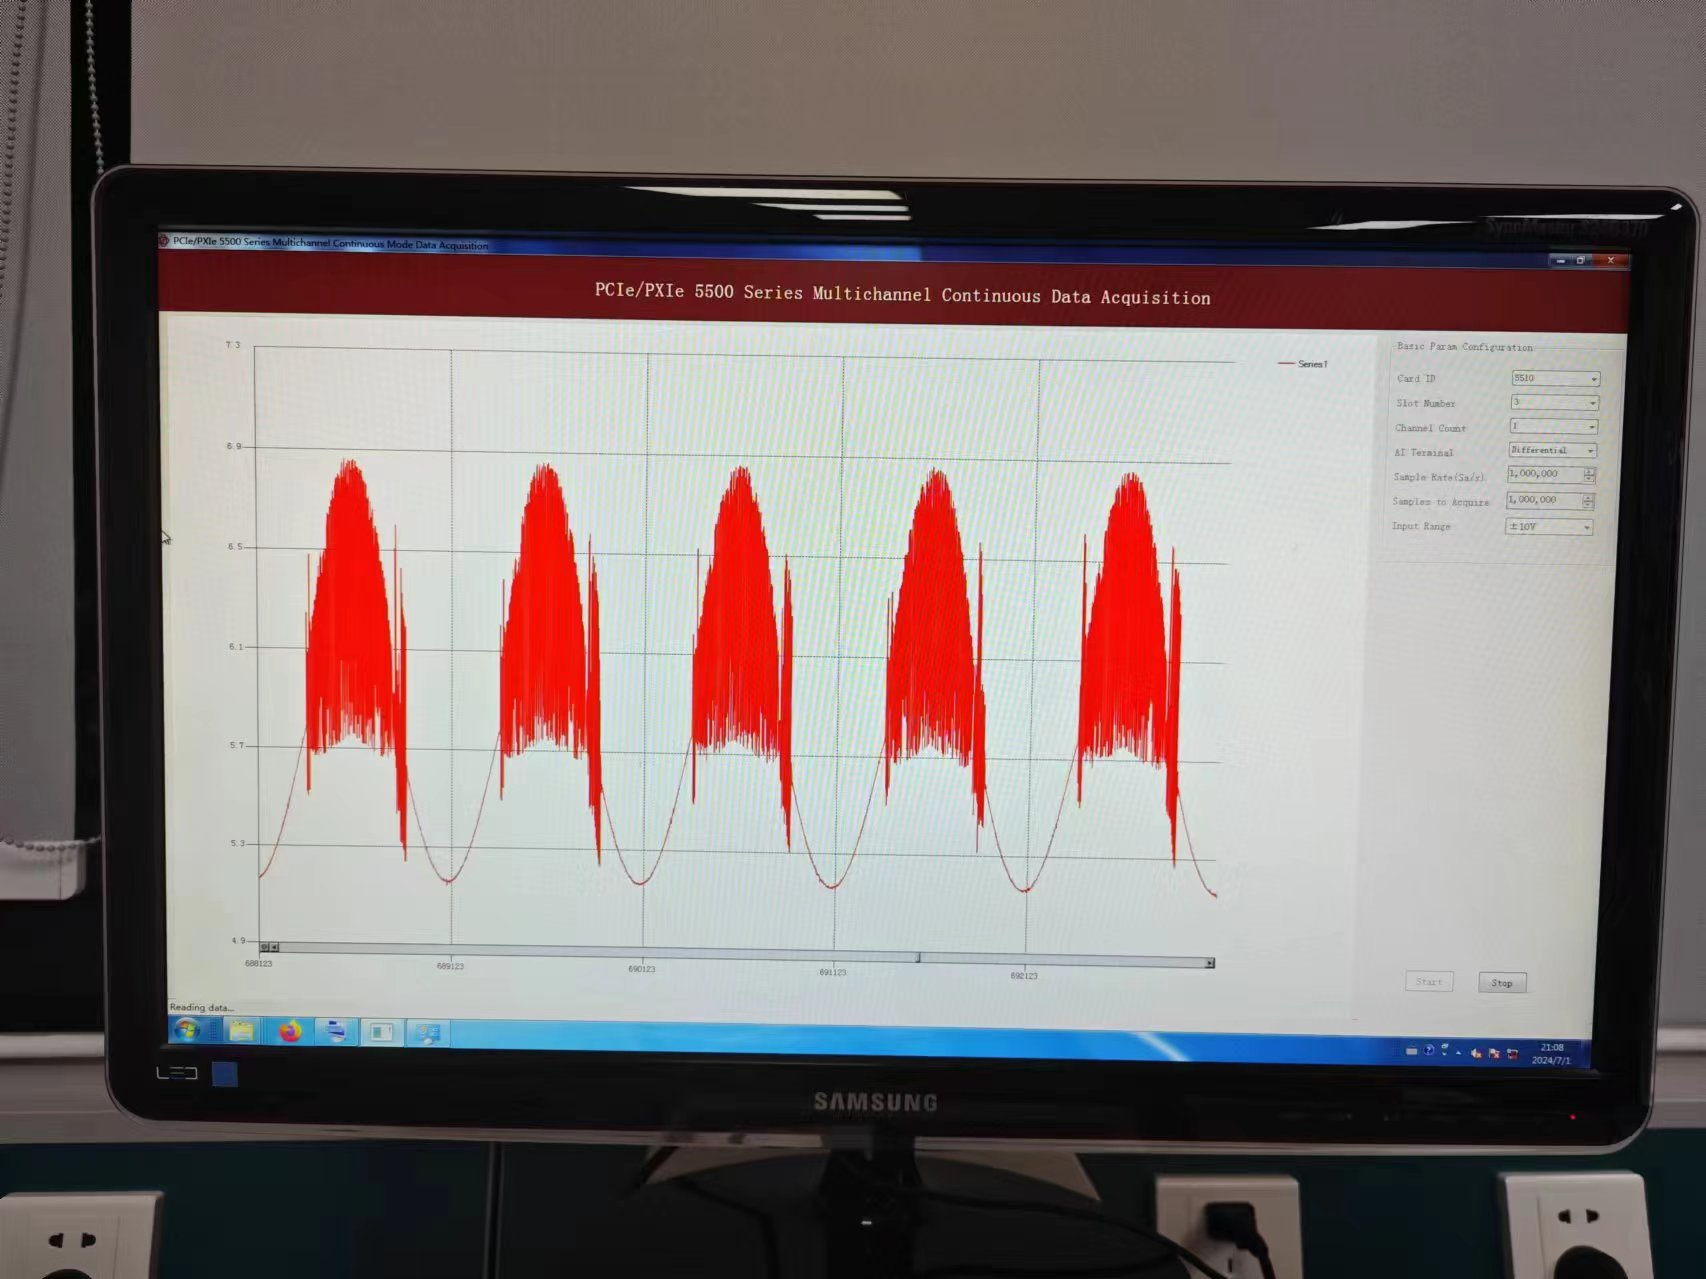 PCIe/PXIe 5500 Series Multichannel Continuous Mode Data Acquisition
PCIe/PXIe 5500 Series Multichannel Continuous Data Acquisition
7.3
6.9
6.5
6.1
5.7
5.3
4.9
688123
689123
690123
691123
692123
Series1
Basic Param Configuration
Card ID 5510
Slot Number 3
Channel Count 1
AI Terminal Differential
Sample Rate(Sa/s) 1,000,000
Samples to Acquire 1,000,000
Input Range ±10V
Start Stop
Reading data...
21:08
2024/7/1
SAMSUNG